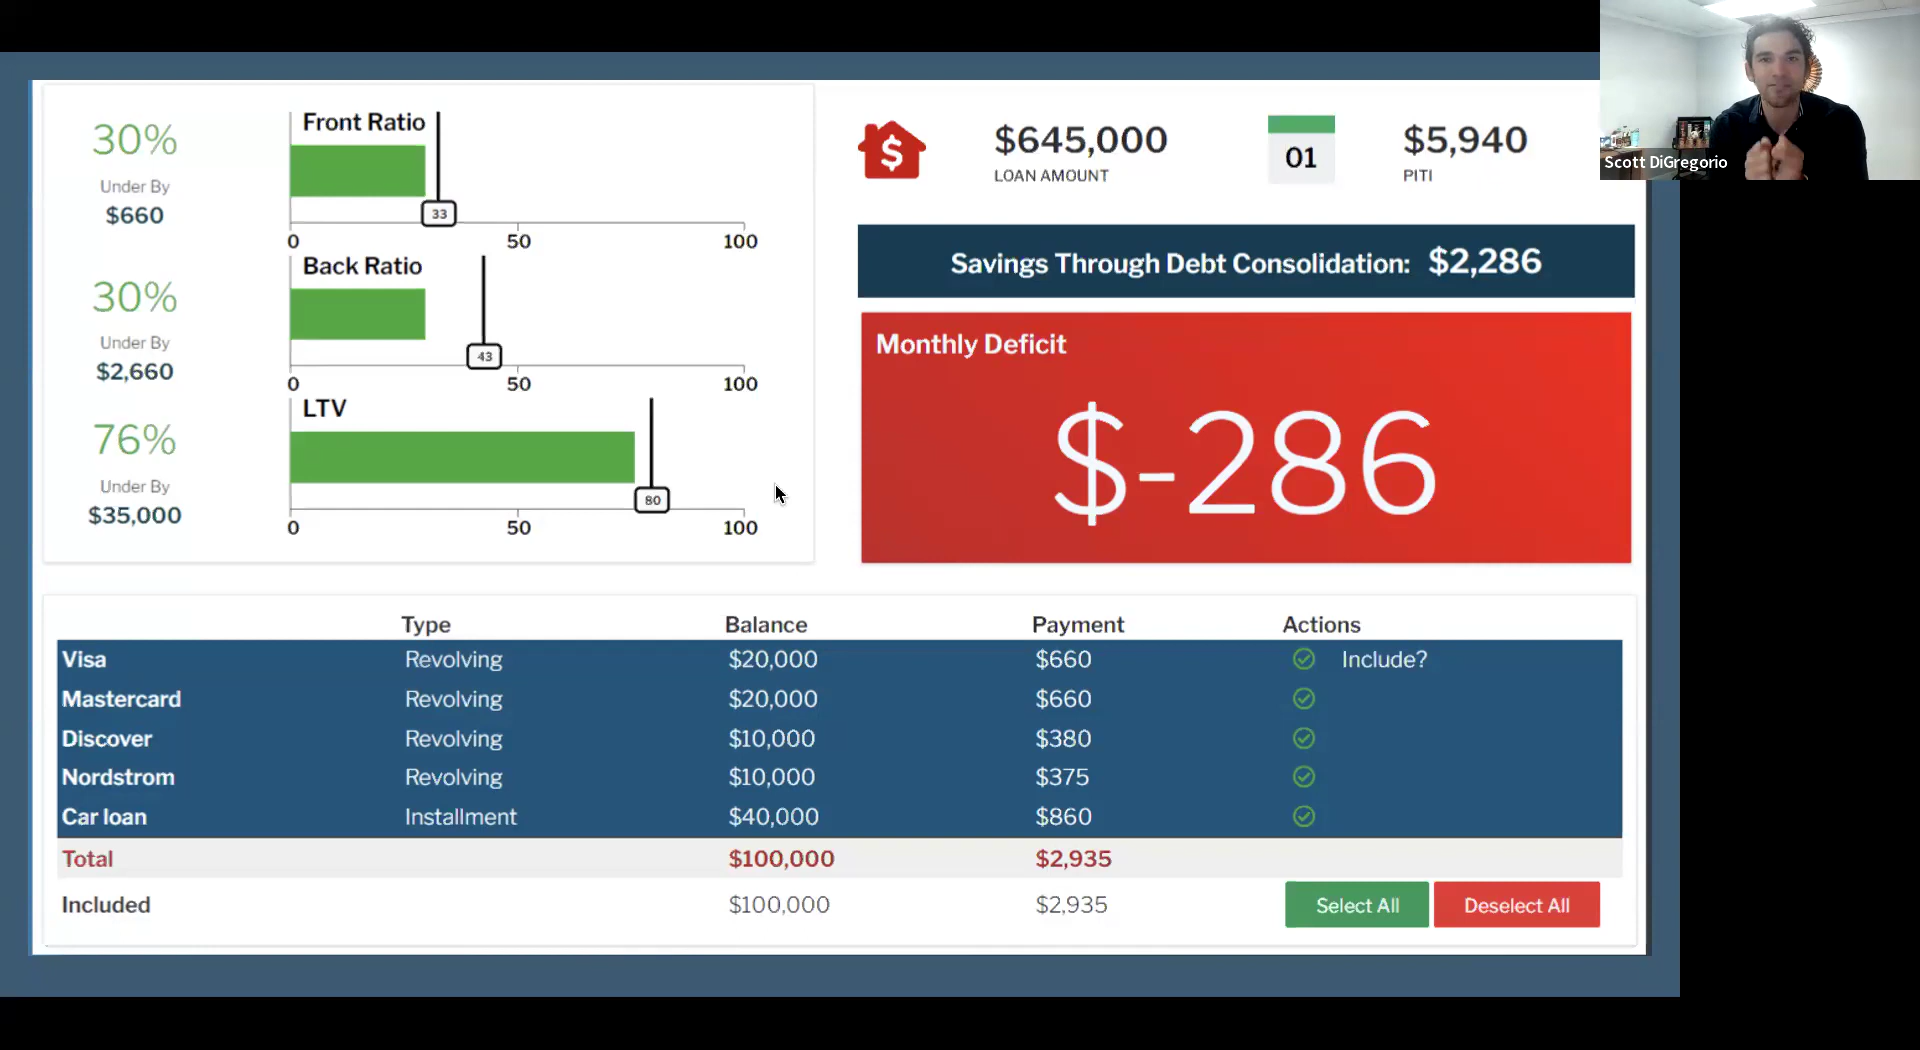 30%
Under By
$660
Front Ratio
33
0 50 100
30%
Under By
$2,660
Back Ratio
43
0 50 100
76%
Under By
$35,000
LTV
80
0 50 100
$
$645,000
LOAN AMOUNT
01
$5,940
PITI
Scott DiGregorio
Savings Through Debt Consolidation: $2,286
Monthly Deficit
$-286
Type Balance Payment Actions
Visa Revolving $20,000 $660 Include?
Mastercard Revolving $20,000 $660
Discover Revolving $10,000 $380
Nordstrom Revolving $10,000 $375
Car loan Installment $40,000 $860
Total $100,000 $2,935
Included $100,000 $2,935 Select All Deselect All